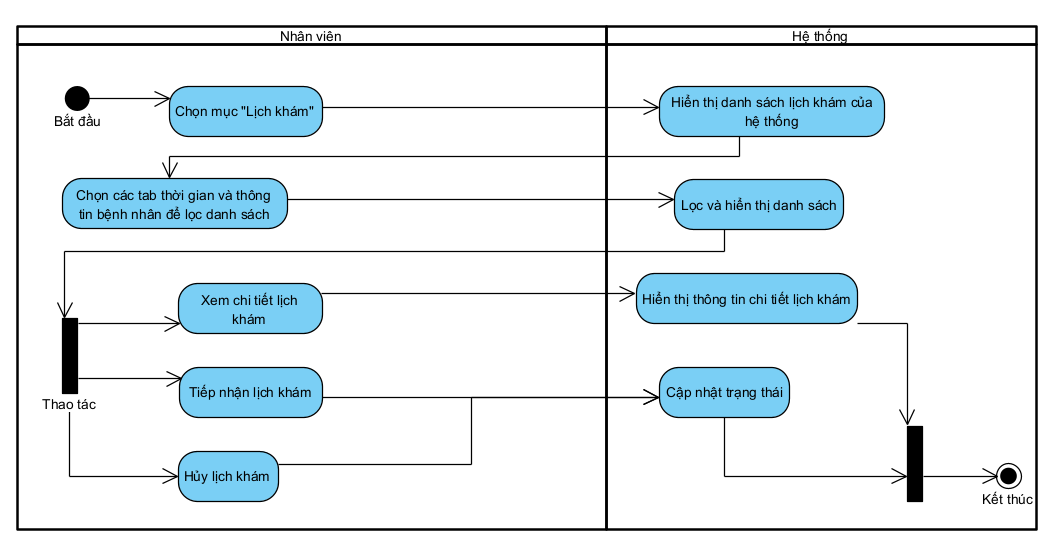 Nhân viên
Hệ thống
Bắt đầu
Chọn mục "Lịch khám"
Hiển thị danh sách lịch khám của
hệ thống
Chọn các tab thời gian và thông
tin bệnh nhân để lọc danh sách
Lọc và hiển thị danh sách
Xem chi tiết lịch
khám
Hiển thị thông tin chi tiết lịch khám
Thao tác
Tiếp nhận lịch khám
Cập nhật trạng thái
Hủy lịch khám
Kết thúc